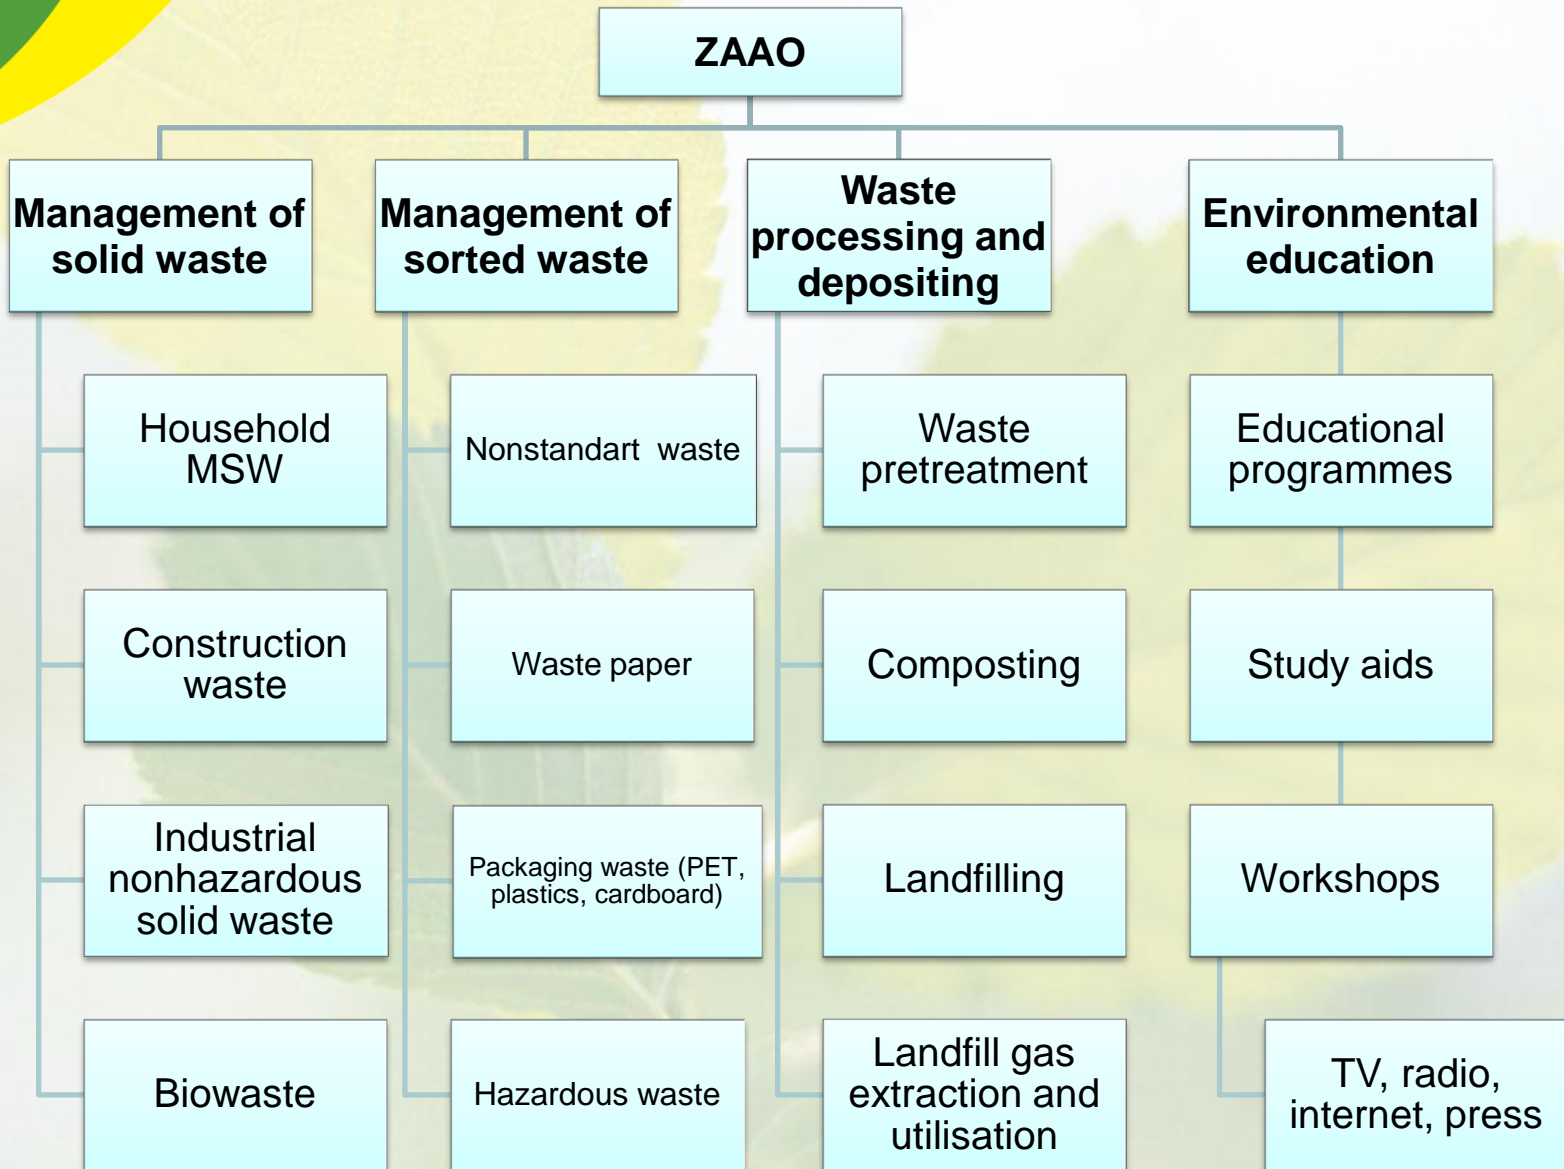 ZAAO
Management of
solid waste
Management of
sorted waste
Waste
processing and
depositing
Environmental
education
Household
MSW
Nonstandart waste
Waste
pretreatment
Educational
programmes
Construction
waste
Waste paper
Composting
Study aids
Industrial
nonhazardous
solid waste
Packaging waste (PET,
plastics, cardboard)
Landfilling
Workshops
Biowaste
Hazardous waste
Landfill gas
extraction and
utilisation
TV, radio,
internet, press